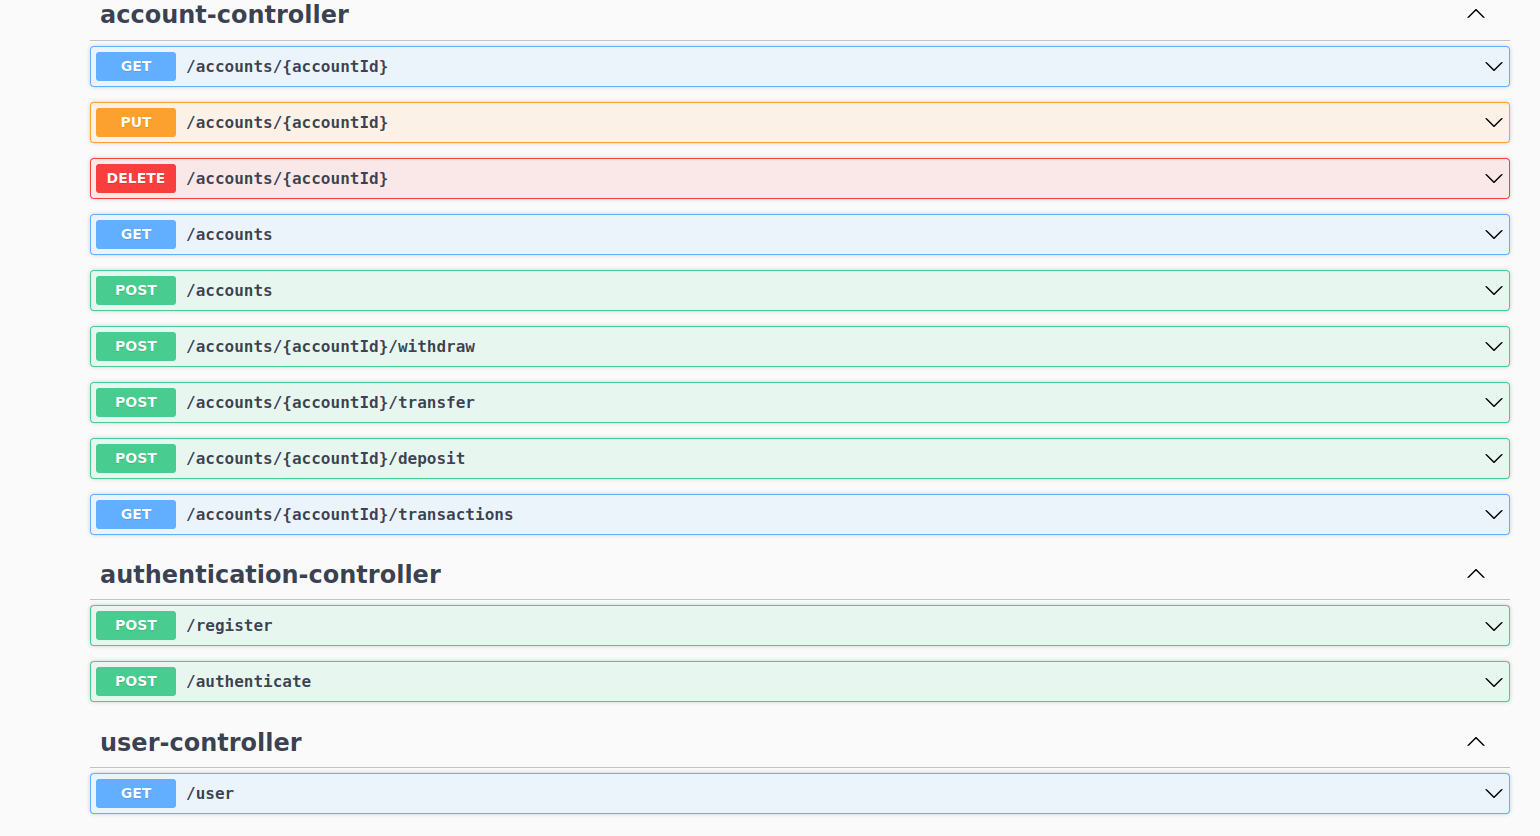 account-controller
GET /accounts/{accountId}
PUT /accounts/{accountId}
DELETE /accounts/{accountId}
GET /accounts
POST /accounts
POST /accounts/{accountId}/withdraw
POST /accounts/{accountId}/transfer
POST /accounts/{accountId}/deposit
GET /accounts/{accountId}/transactions
authentication-controller
POST /register
POST /authenticate
user-controller
GET /user